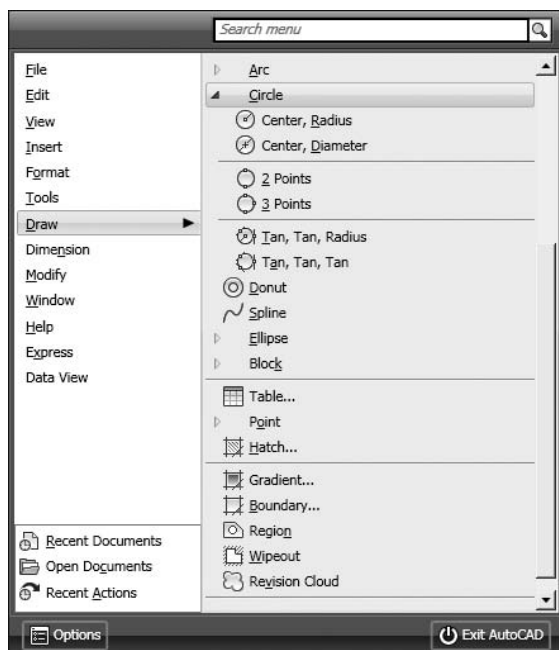 Search menu
File
Edit
View
Insert
Format
Tools
Draw
Dimension
Modify
Window
Help
Express
Data View
Recent Documents
Open Documents
Recent Actions
Arc
Circle
Center, Radius
Center, Diameter
2 Points
3 Points
Tan, Tan, Radius
Tan, Tan, Tan
Donut
Spline
Ellipse
Block
Table...
Point
Hatch...
Gradient...
Boundary...
Region
Wipeout
Revision Cloud
Options
Exit AutoCAD